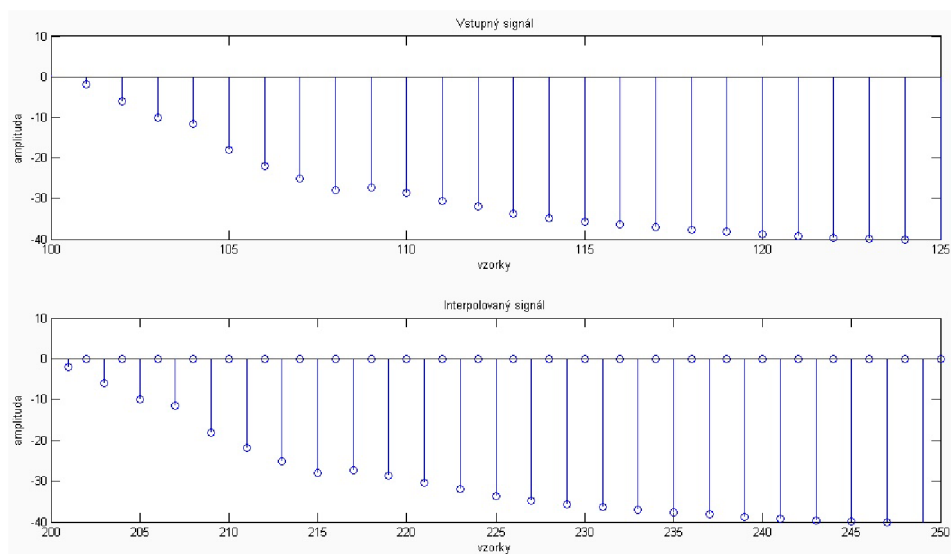 Vstupný signál
10
0
-10
-20
-30
-40
amplituda
100 105 110 115 120 125
vzorky
Interpolovaný signál
10
0
-10
-20
-30
-40
amplituda
200 205 210 215 220 225 230 235 240 245 250
vzorky